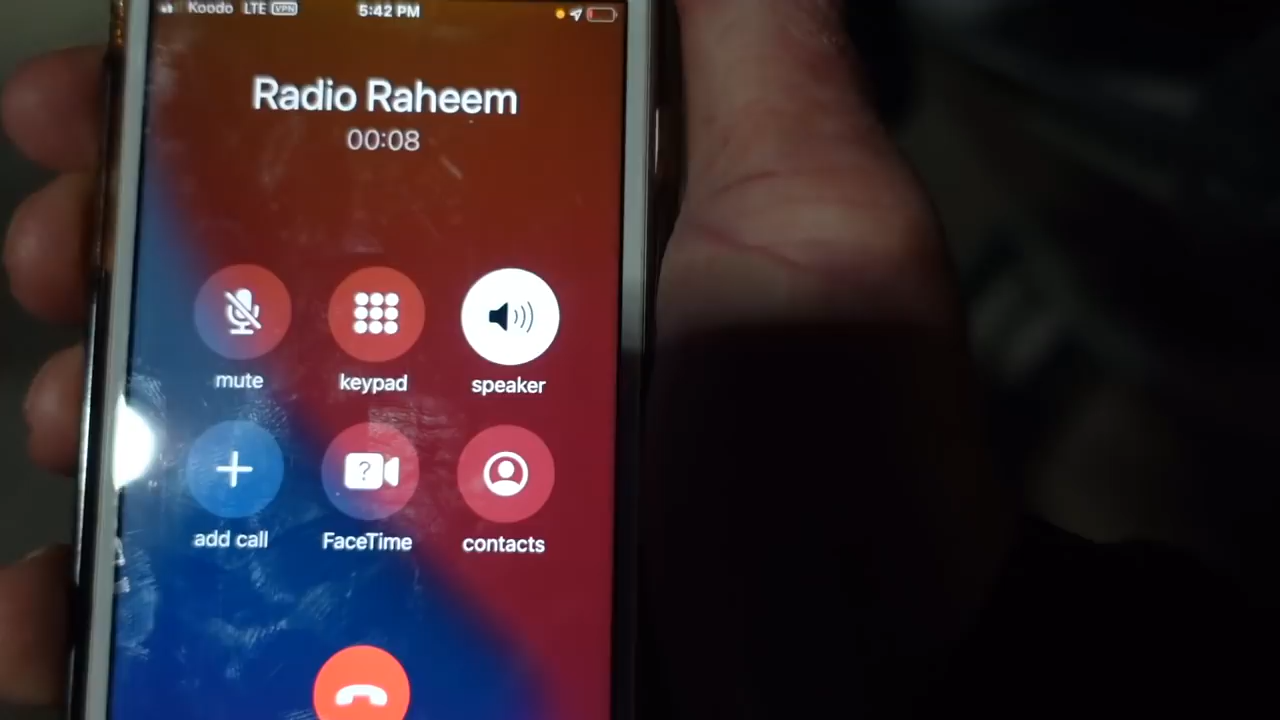 Koodo LTE VPN 5:42 PM
Radio Raheem
00:08
mute keypad speaker
?
add call FaceTime contacts